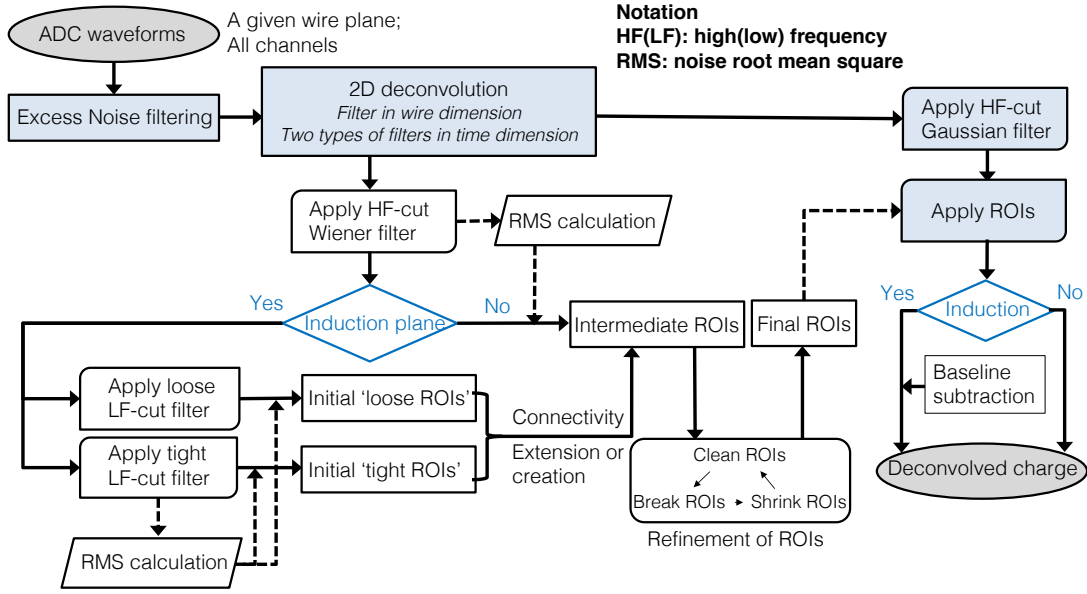 ADC waveforms
A given wire plane;
All channels
Notation
HF(LF): high(low) frequency
RMS: noise root mean square
Excess Noise filtering
2D deconvolution
Filter in wire dimension
Two types of filters in time dimension
Apply HF-cut
Gaussian filter
Apply HF-cut
Wiener filter
RMS calculation
Apply ROIs
Yes
Induction plane
No
Intermediate ROIs
Final ROIs
Yes
Induction
No
Apply loose
LF-cut filter
Initial ‘loose ROIs’
Connectivity
Extension or
creation
Baseline
subtraction
Apply tight
LF-cut filter
Initial ‘tight ROIs’
Clean ROIs
Break ROIs
Shrink ROIs
Refinement of ROIs
Deconvolved charge
RMS calculation